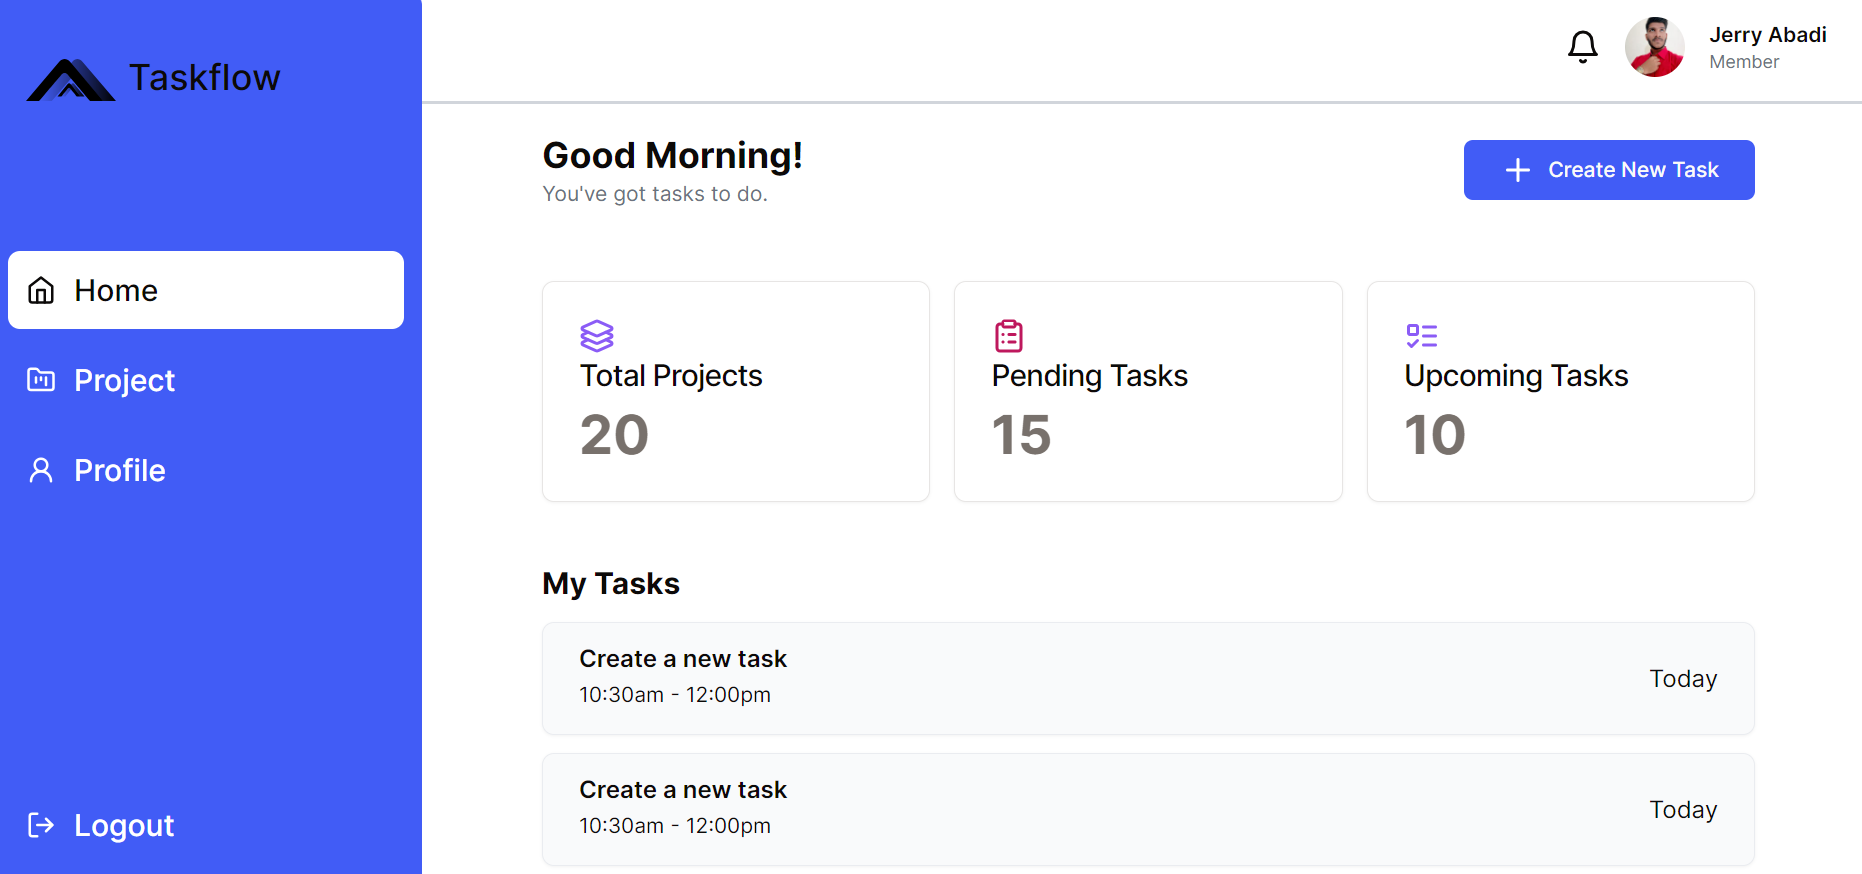 Taskflow
Home
Project
Profile
Logout
Jerry Abadi
Member
Good Morning!
You've got tasks to do.
Create New Task
Total Projects
20
Pending Tasks
15
Upcoming Tasks
10
My Tasks
Create a new task
10:30am - 12:00pm
Today
Create a new task
10:30am - 12:00pm
Today